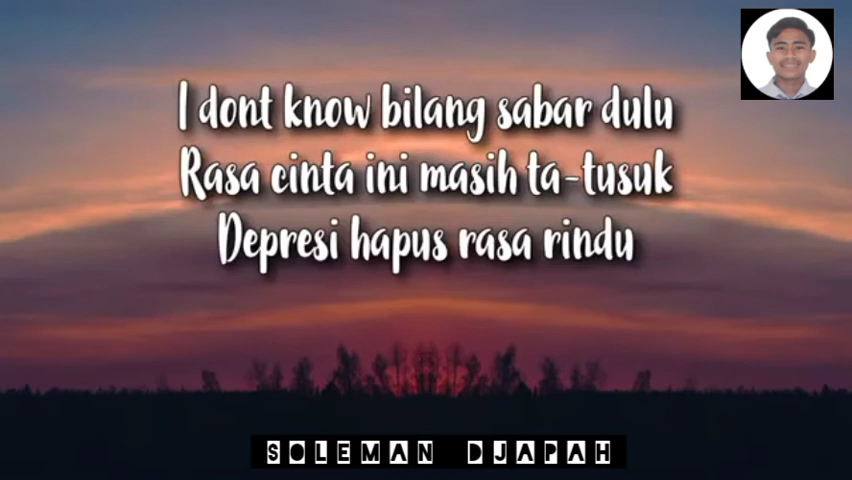 I dont know bilang sabar dulu
Rasa cinta ini masih ta-tusuk
Depresi hapus rasa rindu
SOLEMAN DJAPAH